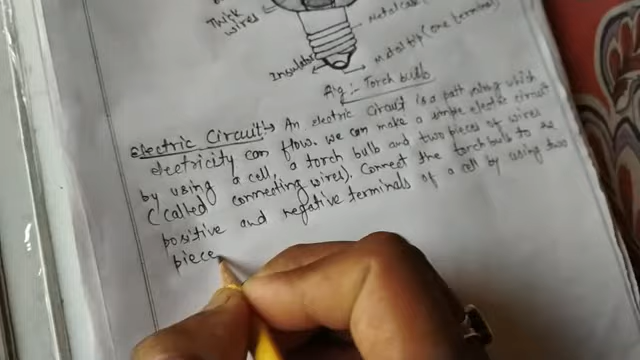 Thick
wires
Metal case
Metal tip (one terminal)
Insulator
Fig:- Torch bulb
Electric Circuit:→ An electric circuit is a path along which
electricity can flow. We can make a simple electric circuit
by using a cell, a torch bulb and two pieces of wires
(called connecting wires). Connect the torch bulb to the
positive and negative terminals of a cell by using two
piece